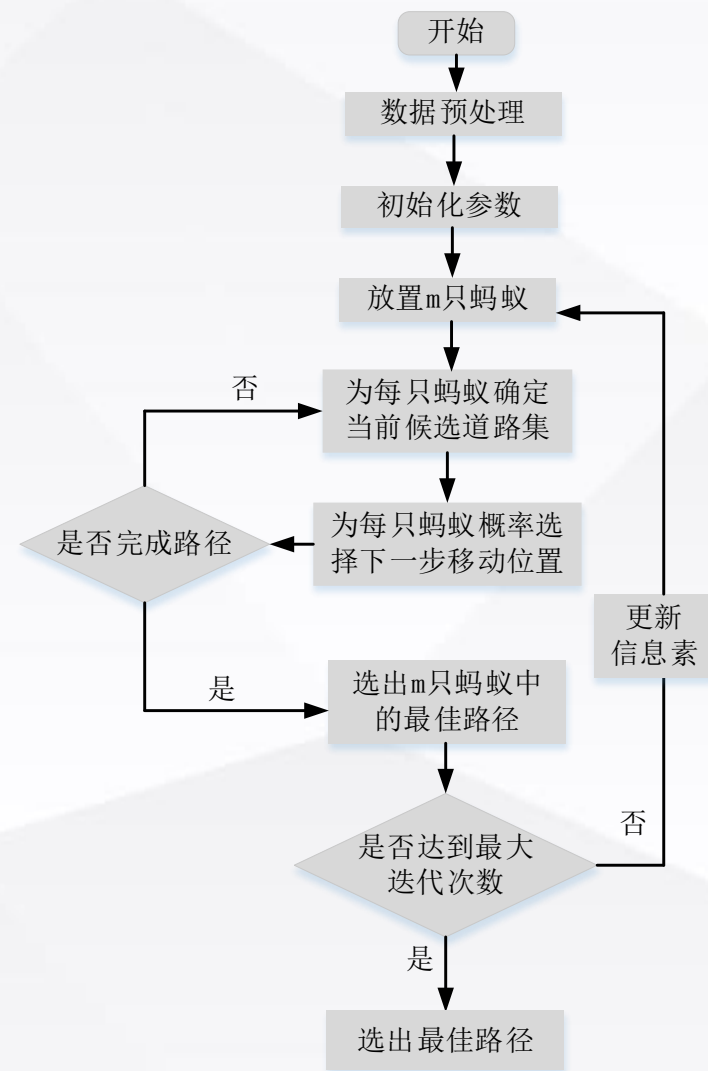 开始
数据预处理
初始化参数
放置m只蚂蚁
否
为每只蚂蚁确定
当前候选道路集
是否完成路径
为每只蚂蚁概率选
择下一步移动位置
更新
信息素
是
选出m只蚂蚁中
的最佳路径
否
是否达到最大
迭代次数
是
选出最佳路径